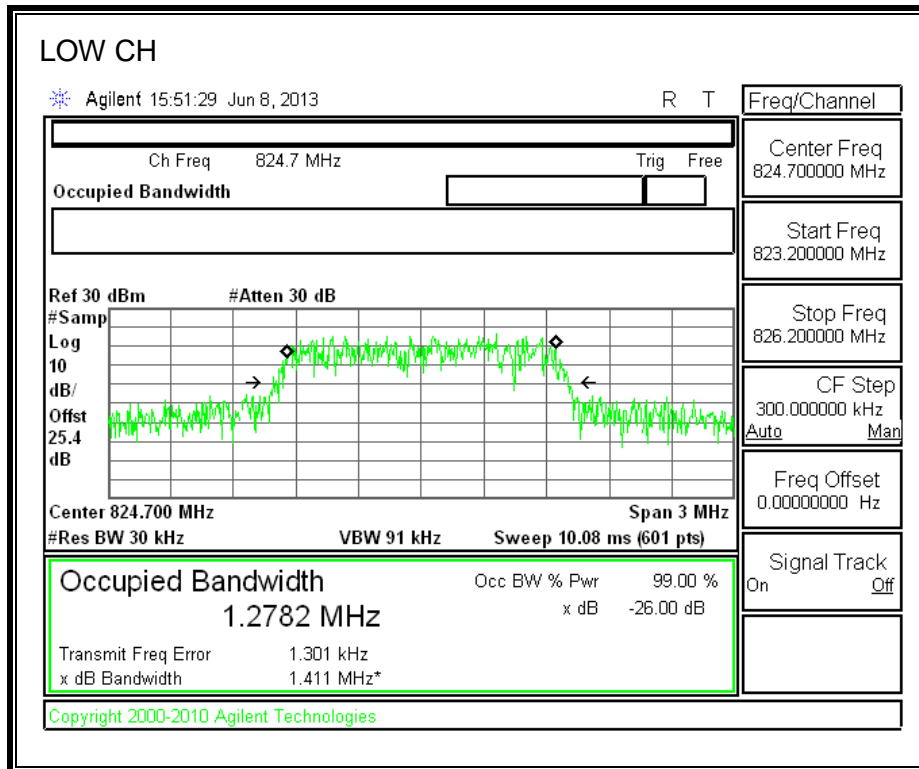 LOW CH
Agilent 15:51:29 Jun 8, 2013 R T
Freq/Channel
Ch Freq 824.7 MHz Trig Free
Occupied Bandwidth
Center Freq
824.700000 MHz
Start Freq
823.200000 MHz
Stop Freq
826.200000 MHz
CF Step
300.000000 kHz
Auto Man
Freq Offset
0.00000000 Hz
Signal Track
On Off
Ref 30 dBm #Atten 30 dB
#Samp
Log
10
dB/
Offst
25.4
dB
Center 824.700 MHz Span 3 MHz
#Res BW 30 kHz VBW 91 kHz Sweep 10.08 ms (601 pts)
Occupied Bandwidth
1.2782 MHz
Occ BW % Pwr 99.00 %
x dB -26.00 dB
Transmit Freq Error 1.301 kHz
x dB Bandwidth 1.411 MHz*
Copyright 2000-2010 Agilent Technologies